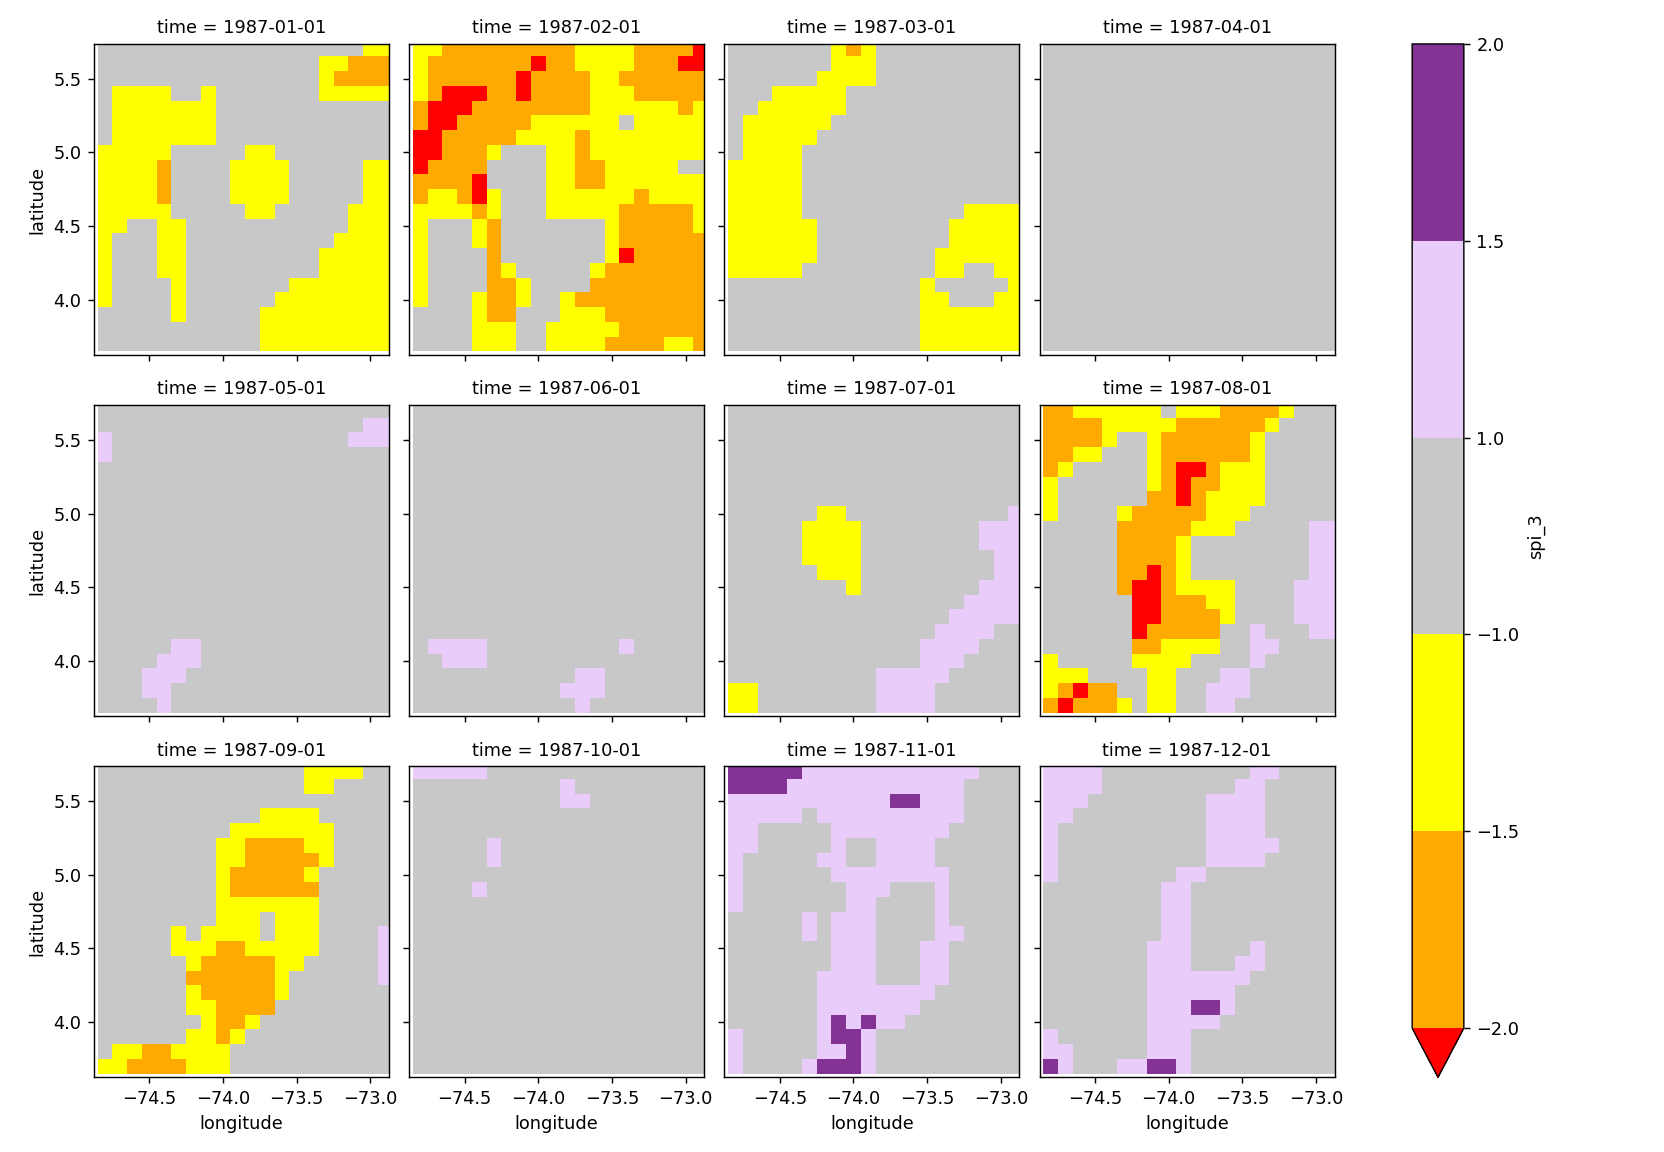 time = 1987-01-01
time = 1987-02-01
time = 1987-03-01
time = 1987-04-01
latitude
5.5
5.0
4.5
4.0
time = 1987-05-01
time = 1987-06-01
time = 1987-07-01
time = 1987-08-01
latitude
5.5
5.0
4.5
4.0
time = 1987-09-01
time = 1987-10-01
time = 1987-11-01
time = 1987-12-01
latitude
5.5
5.0
4.5
4.0
−74.5 −74.0 −73.5 −73.0
longitude
−74.5 −74.0 −73.5 −73.0
longitude
−74.5 −74.0 −73.5 −73.0
longitude
−74.5 −74.0 −73.5 −73.0
longitude
2.0
1.5
1.0
−1.0
−1.5
−2.0
spi_3